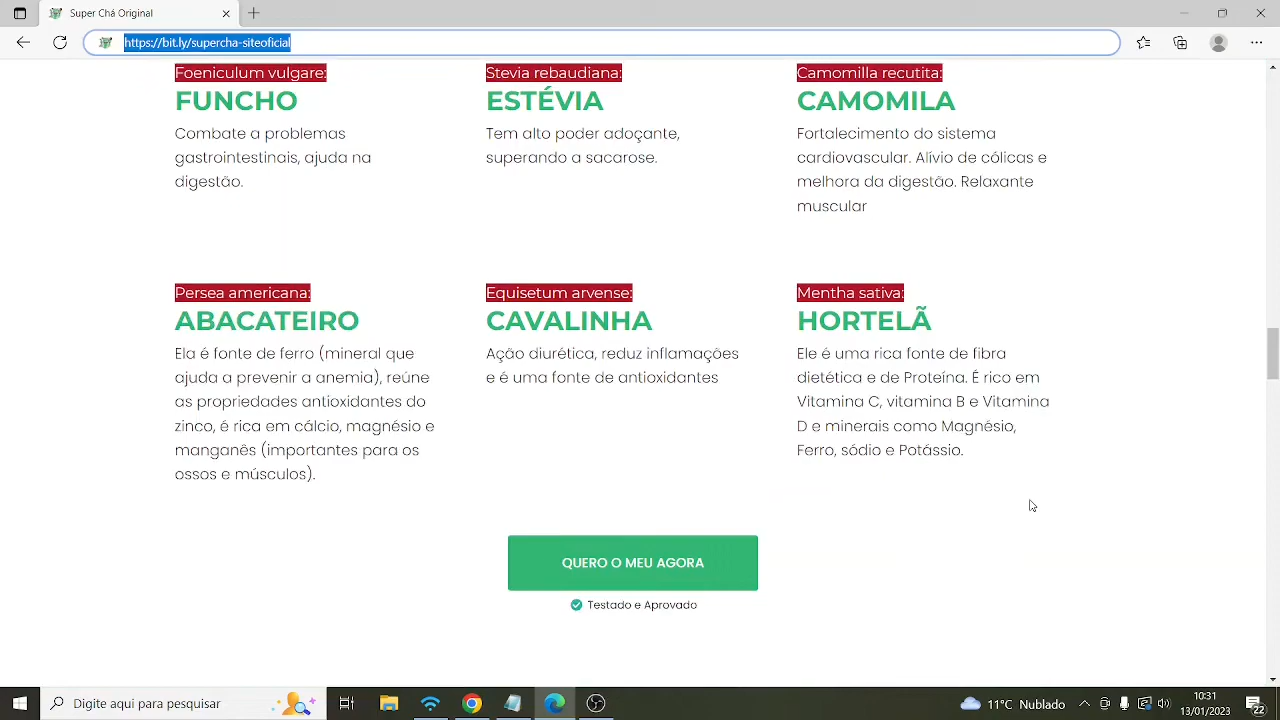 Super Chá Original
https://bit.ly/supercha-siteoficial
Foeniculum vulgare:
FUNCHO
Combate a problemas
gastrointestinais, ajuda na
digestão.
Stevia rebaudiana:
ESTÉVIA
Tem alto poder adoçante,
superando a sacarose.
Camomilla recutita:
CAMOMILA
Fortalecimento do sistema
cardiovascular. Alívio de cólicas e
melhora da digestão. Relaxante
muscular
Persea americana:
ABACATEIRO
Ela é fonte de ferro (mineral que
ajuda a prevenir a anemia), reúne
as propriedades antioxidantes do
zinco, é rica em cálcio, magnésio e
manganês (importantes para os
ossos e músculos).
Equisetum arvense:
CAVALINHA
Ação diurética, reduz inflamações
e é uma fonte de antioxidantes
Mentha sativa:
HORTELÃ
Ele é uma rica fonte de fibra
dietética e de Proteína. É rico em
Vitamina C, vitamina B e Vitamina
D e minerais como Magnésio,
Ferro, sódio e Potássio.
QUERO O MEU AGORA
Testado e Aprovado
Digite aqui para pesquisar
11°C Nublado
10:31
13/01/2023
22